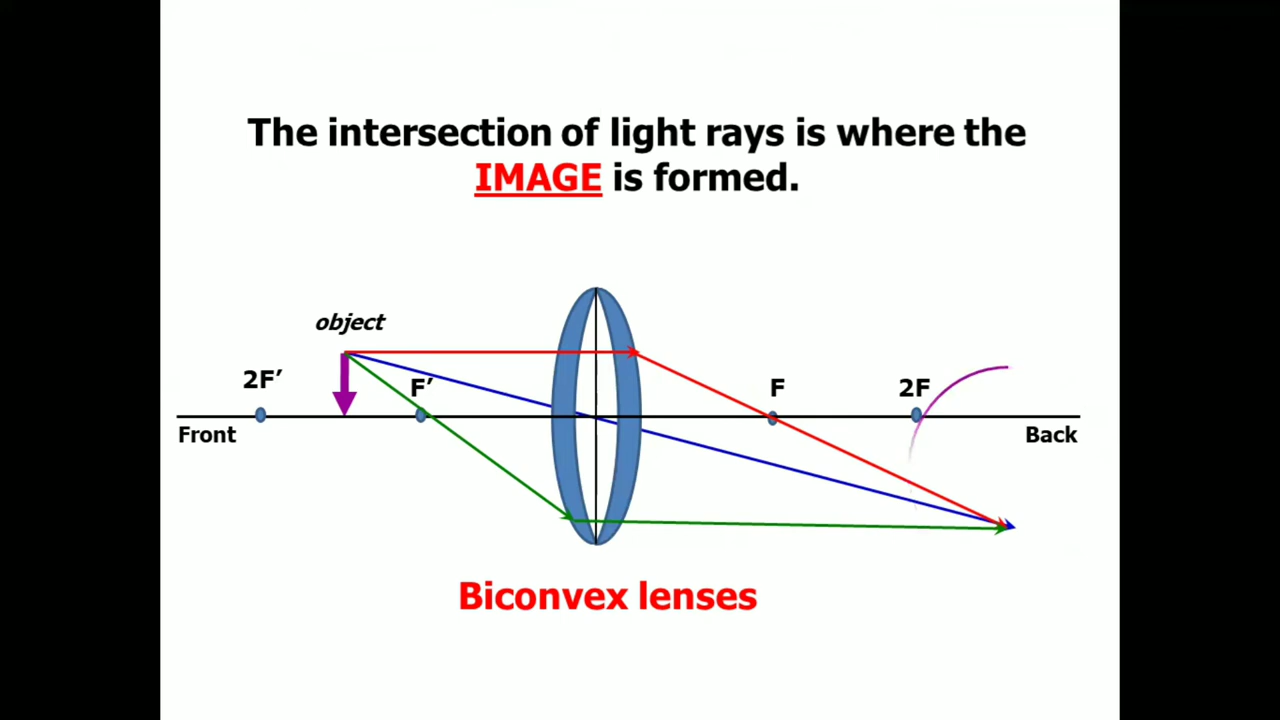 The intersection of light rays is where the
IMAGE is formed.
object
2F’
F’
F
2F
Front
Back
Biconvex lenses